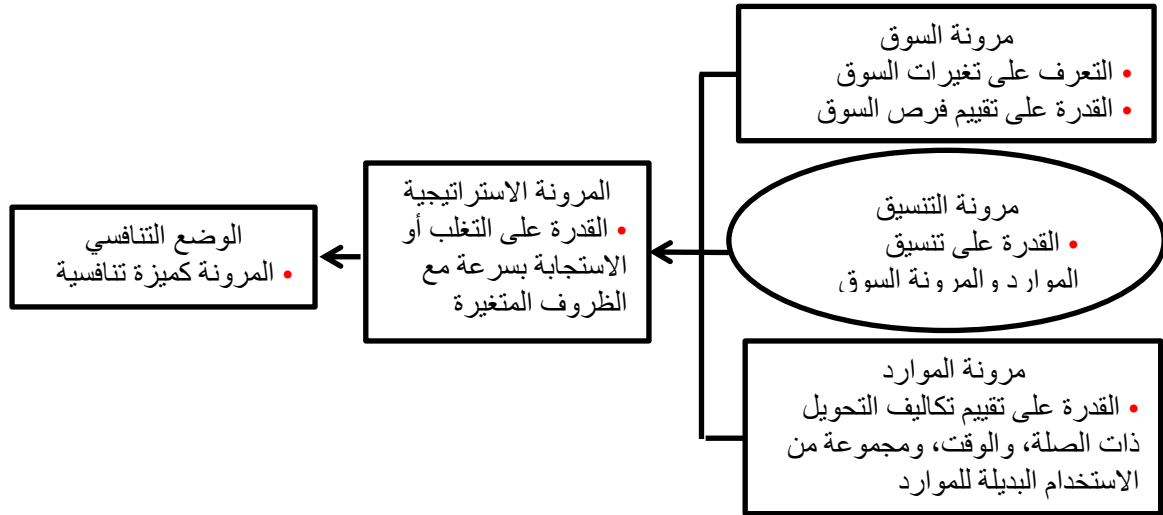 مرونة السوق
• التعرف على تغيرات السوق
• القدرة على تقييم فرص السوق
مرونة التنسيق
• القدرة على تنسيق
الموارد والمرونة السوق
مرونة الموارد
• القدرة على تقييم تكاليف التحويل
ذات الصلة، والوقت، ومجموعة من
الاستخدام البديلة للموارد
المرونة الاستراتيجية
• القدرة على التغلب أو
الاستجابة بسرعة مع
الظروف المتغيرة
الوضع التنافسي
• المرونة كميزة تنافسية